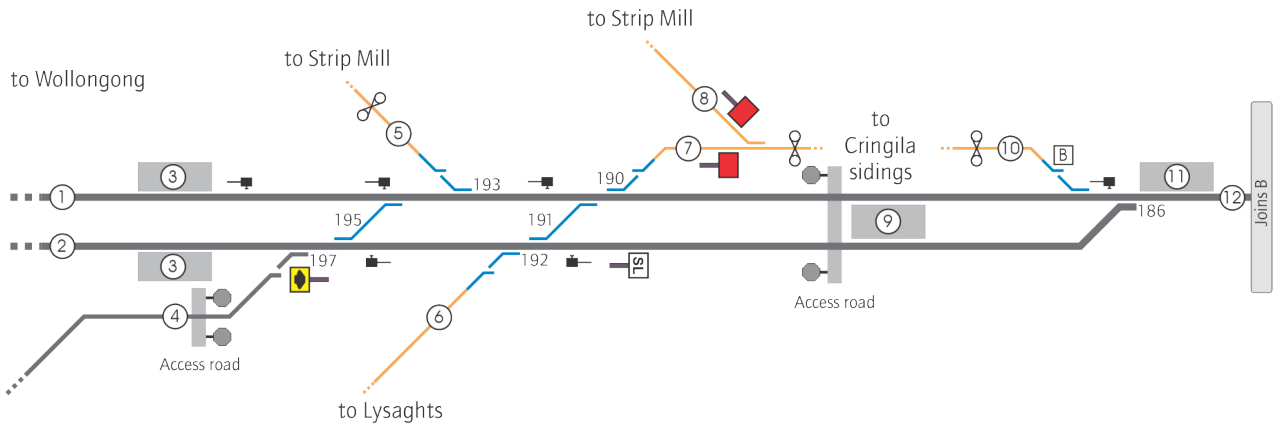 to Strip Mill
to Strip Mill
to Wollongong
8
5
to
Cringila
sidings
7
10
B
3
193
190
11
1
12
186
195
191
9
2
3
197
192
SL
Joins B
4
6
Access road
Access road
to Lysaghts